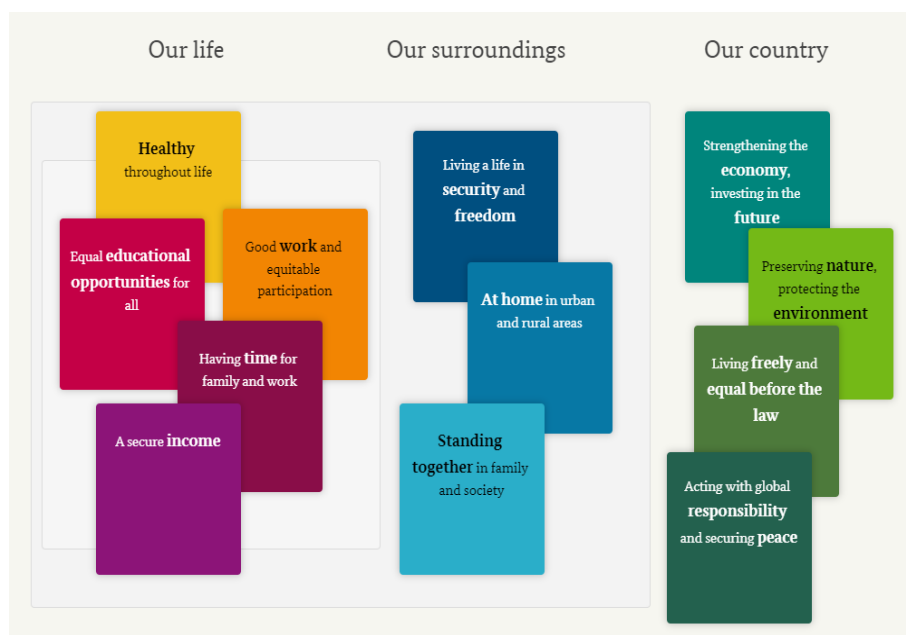 Our life
Our surroundings
Our country
Healthy
throughout life
Equal educational
opportunities for
all
Good work and
equitable
participation
Having time for
family and work
A secure income
Living a life in
security and
freedom
At home in urban
and rural areas
Standing
together in family
and society
Strengthening the
economy,
investing in the
future
Preserving nature,
protecting the
environment
Living freely and
equal before the
law
Acting with global
responsibility
and securing peace